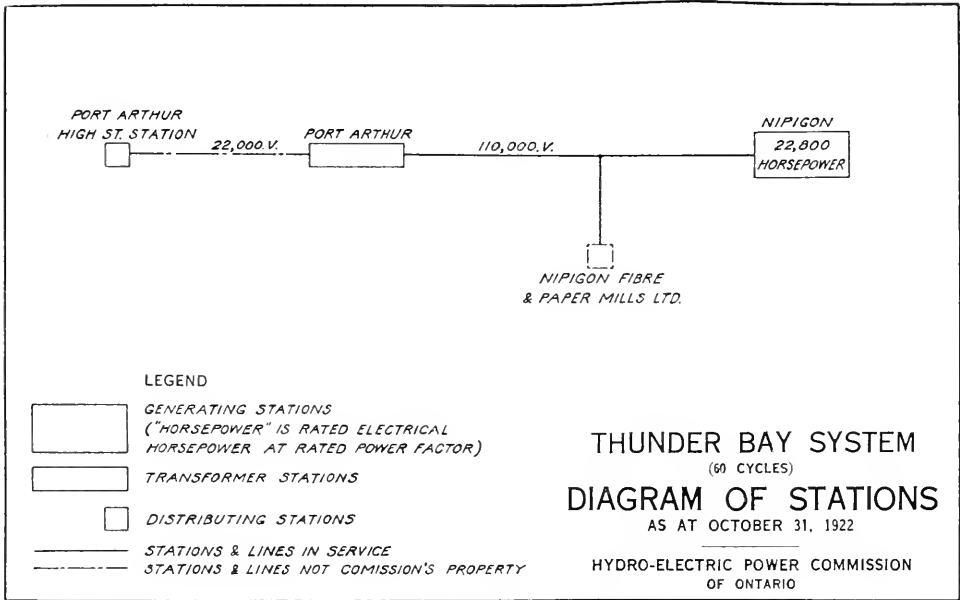 PORT ARTHUR
HIGH ST. STATION
22,000.V.
PORT ARTHUR
110,000.V.
NIPIGON
22,800
HORSEPOWER
NIPIGON FIBRE
& PAPER MILLS LTD.
LEGEND
GENERATING STATIONS
("HORSEPOWER" IS RATED ELECTRICAL
HORSEPOWER AT RATED POWER FACTOR)
TRANSFORMER STATIONS
DISTRIBUTING STATIONS
STATIONS & LINES IN SERVICE
STATIONS & LINES NOT COMISSION'S PROPERTY
THUNDER BAY SYSTEM
(60 CYCLES)
DIAGRAM OF STATIONS
AS AT OCTOBER 31, 1922
HYDRO-ELECTRIC POWER COMMISSION
OF ONTARIO